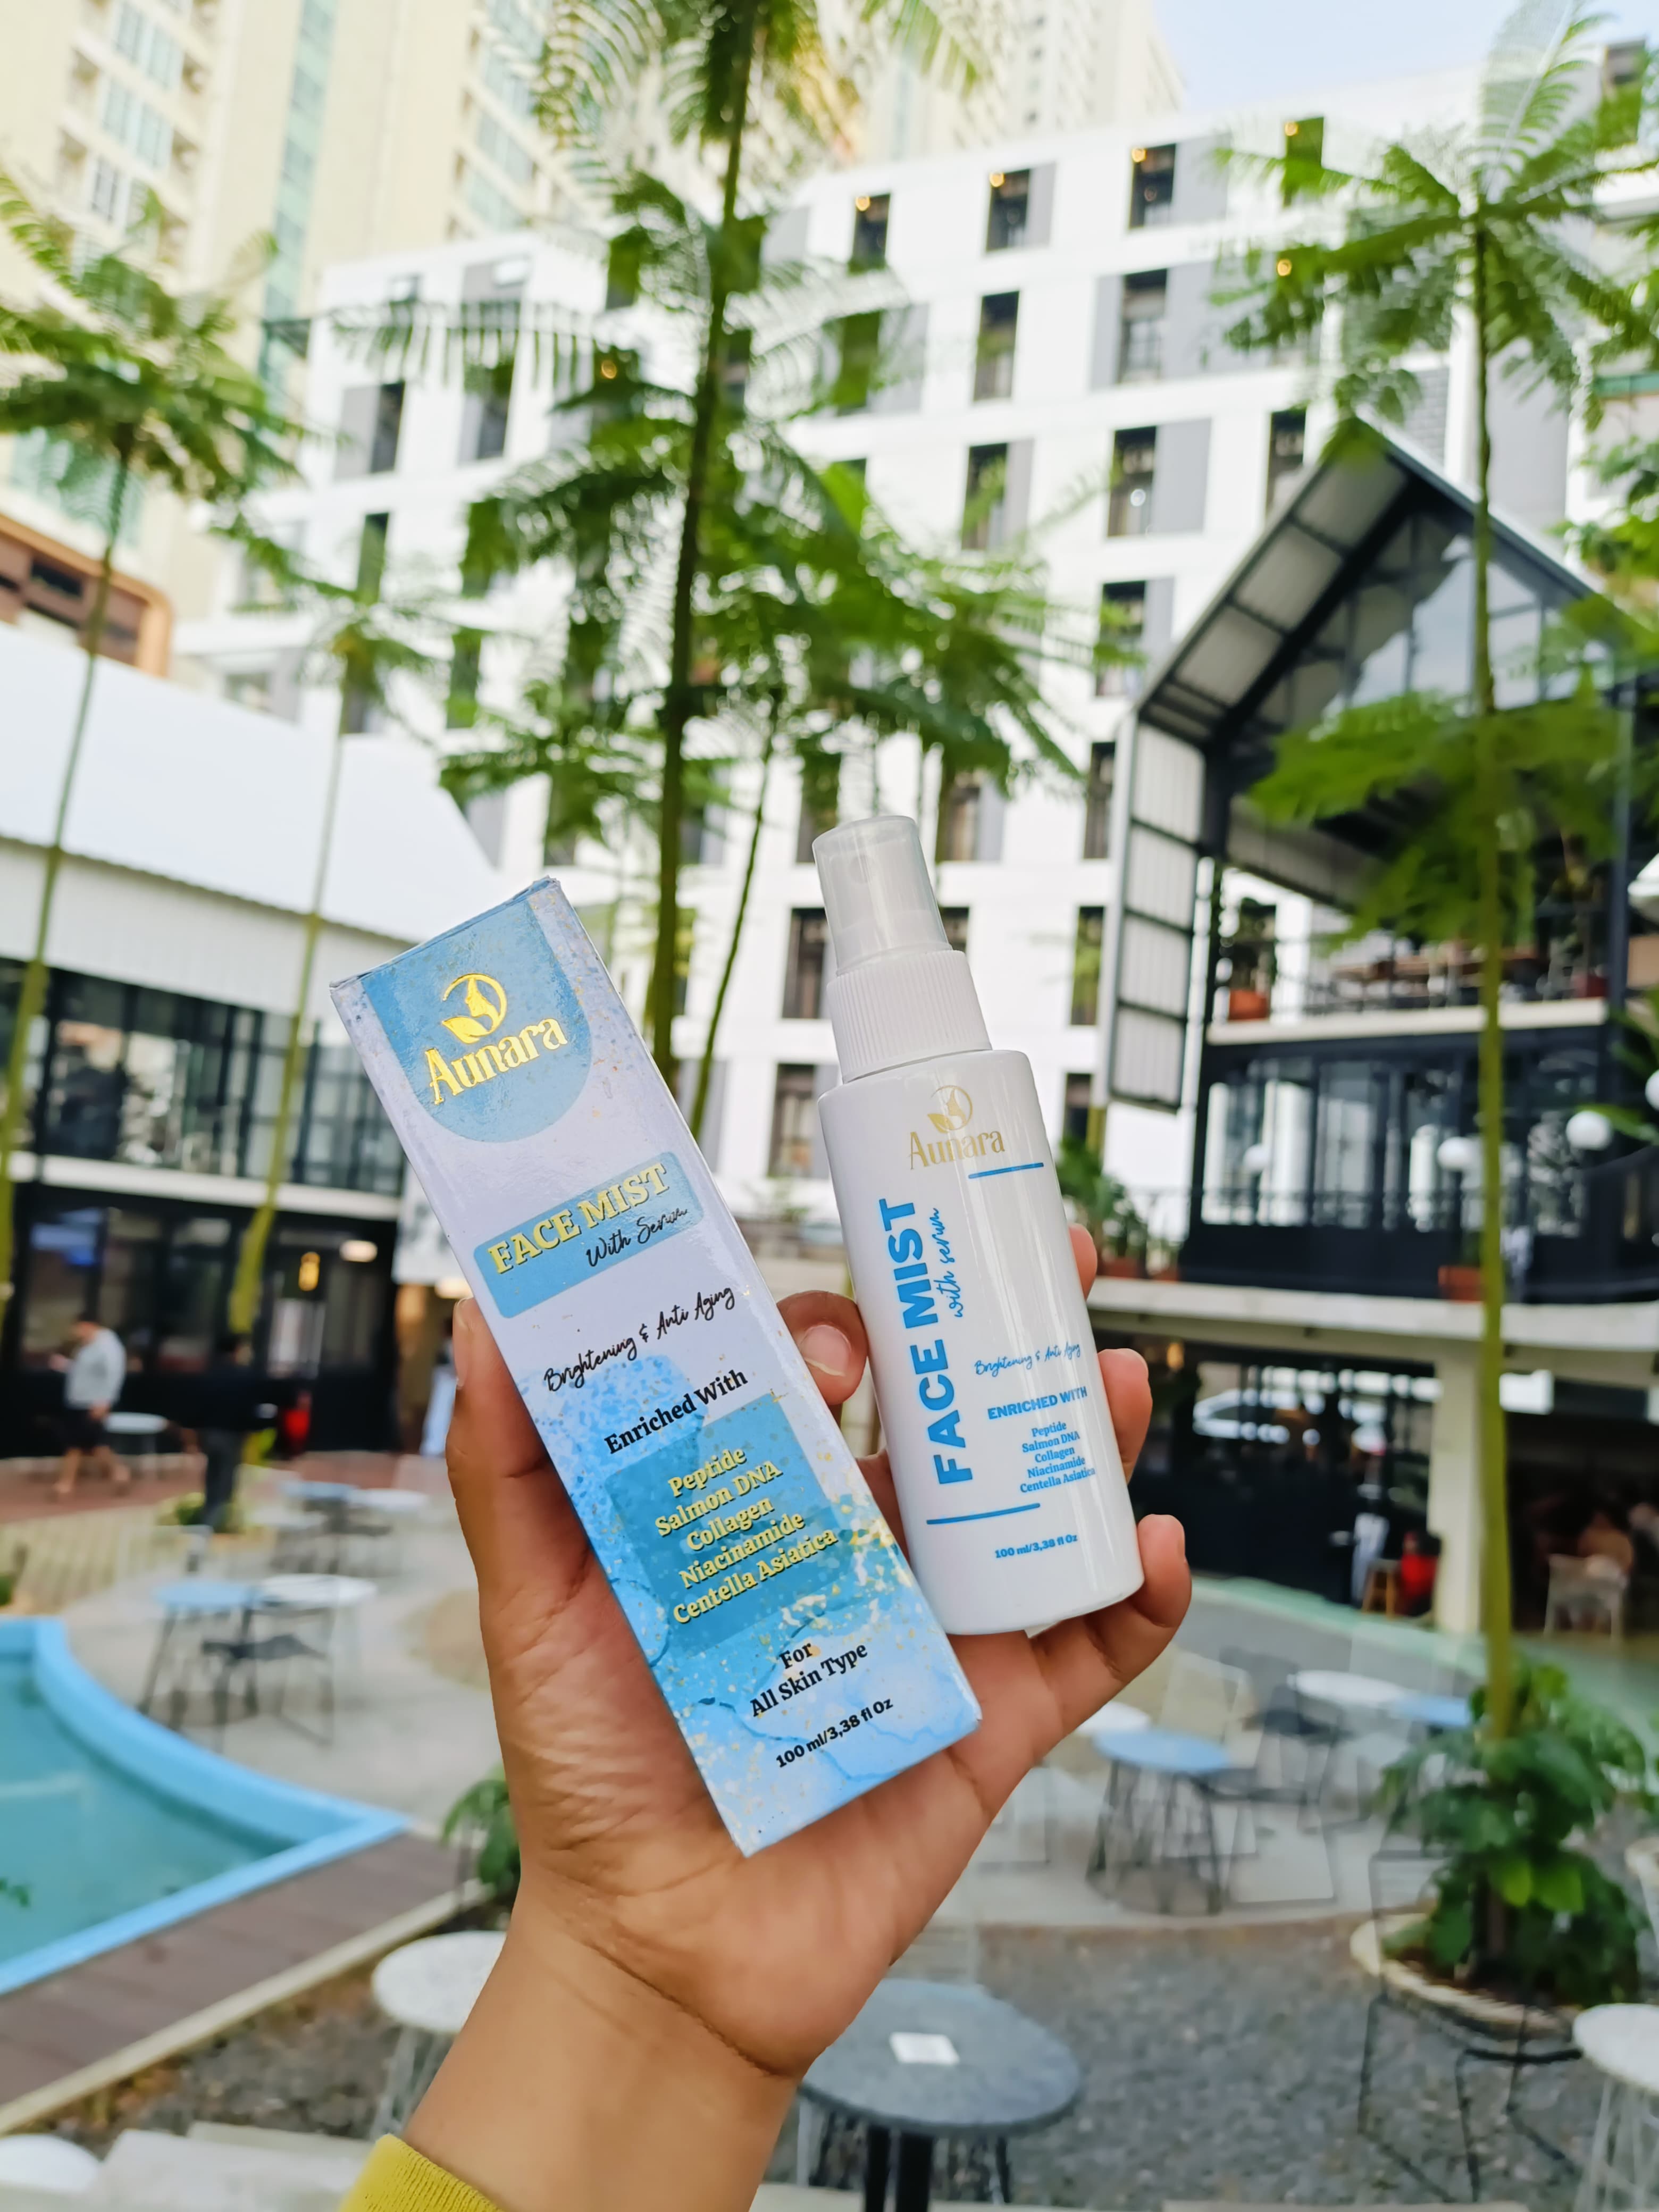 Aunara
FACE MIST
With Serum
Brightening & Anti Aging
Enriched With
Peptide
Salmon DNA
Collagen
Niacinamide
Centella Asiatica
For
All Skin Type
100 ml/3,38 fl Oz
Aunara
FACE MIST
with serum
Brightening & Anti Aging
ENRICHED WITH
Peptide
Salmon DNA
Collagen
Niacinamide
Centella Asiatica
100 ml/3,38 fl Oz